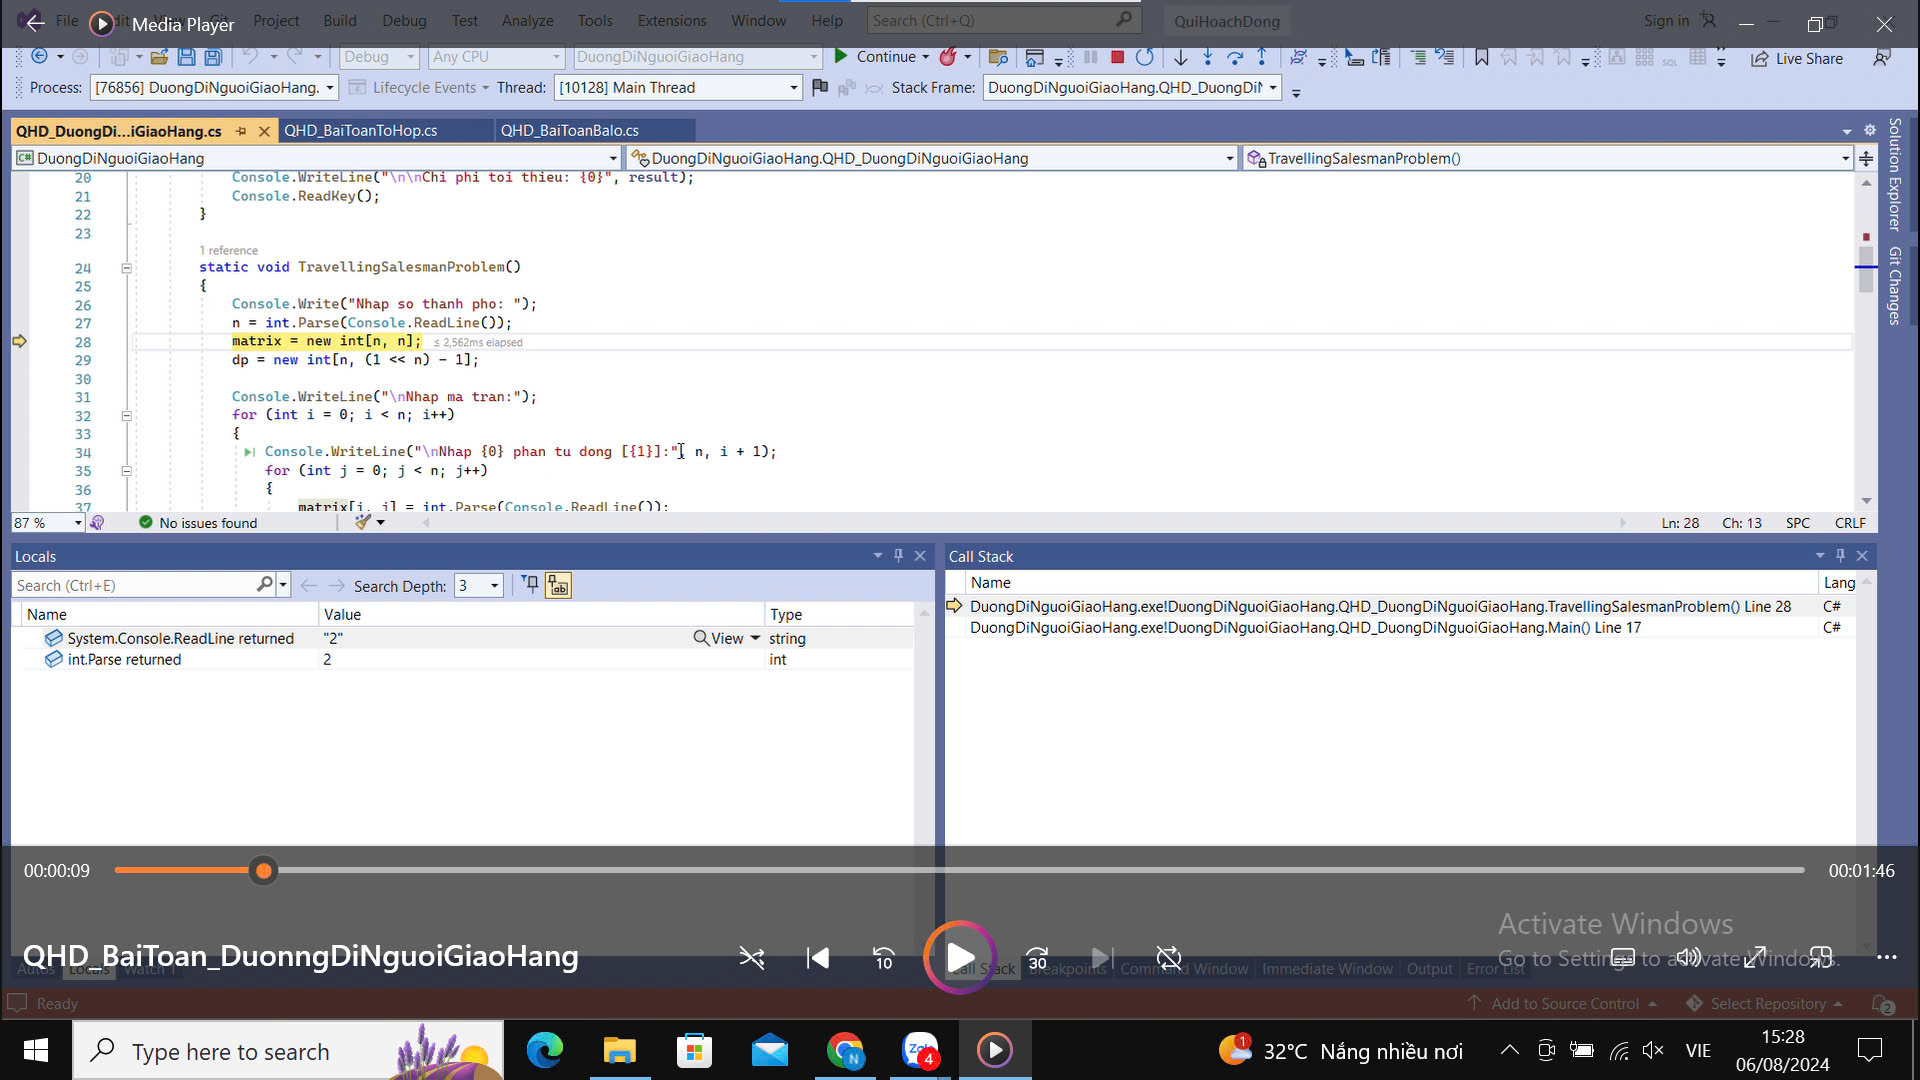 Media Player
File Edit Project Build Debug Test Analyze Tools Extensions Window Help Search (Ctrl+Q) QuiHoachDong Sign in
Debug Any CPU DuongDiNguoiGiaoHang Continue Live Share
Process: [76856] DuongDiNguoiGiaoHang. Lifecycle Events Thread: [10128] Main Thread Stack Frame: DuongDiNguoiGiaoHang.QHD_DuongDiN
QHD_DuongDi...iGiaoHang.cs QHD_BaiToanToHop.cs QHD_BaiToanBalo.cs
DuongDiNguoiGiaoHang DuongDiNguoiGiaoHang.QHD_DuongDiNguoiGiaoHang TravellingSalesmanProblem()
Solution Explorer
Git Changes
20 Console.WriteLine("\n\nChi phi toi thieu: {0}", result);
21 Console.ReadKey();
22 }
23
1 reference
24 static void TravellingSalesmanProblem()
25 {
26 Console.Write("Nhap so thanh pho: ");
27 n = int.Parse(Console.ReadLine());
28 matrix = new int[n, n]; ≤ 2,562ms elapsed
29 dp = new int[n, (1 << n) - 1];
30
31 Console.WriteLine("\nNhap ma tran:");
32 for (int i = 0; i < n; i++)
33 {
34 Console.WriteLine("\nNhap {0} phan tu dong [{1}]:", n, i + 1);
35 for (int j = 0; j < n; j++)
36 {
37 matrix[i, j] = int.Parse(Console.ReadLine());
87 % No issues found Ln: 28 Ch: 13 SPC CRLF
Locals
Search (Ctrl+E) Search Depth: 3
Name Value Type
System.Console.ReadLine returned "2" View string
int.Parse returned 2 int
Call Stack
Name Lang
DuongDiNguoiGiaoHang.exe!DuongDiNguoiGiaoHang.QHD_DuongDiNguoiGiaoHang.TravellingSalesmanProblem() Line 28 C#
DuongDiNguoiGiaoHang.exe!DuongDiNguoiGiaoHang.QHD_DuongDiNguoiGiaoHang.Main() Line 17 C#
00:00:09 00:01:46
Activate Windows
Go to Settings to activate Windows.
QHD_BaiToan_DuonngDiNguoiGiaoHang
10 30
Autos Locals Watch 1 Call Stack Breakpoints Command Window Immediate Window Output Error List
Ready Add to Source Control Select Repository 2
Type here to search N Zalo 4 1 32°C Nắng nhiều nơi VIE 15:28
06/08/2024